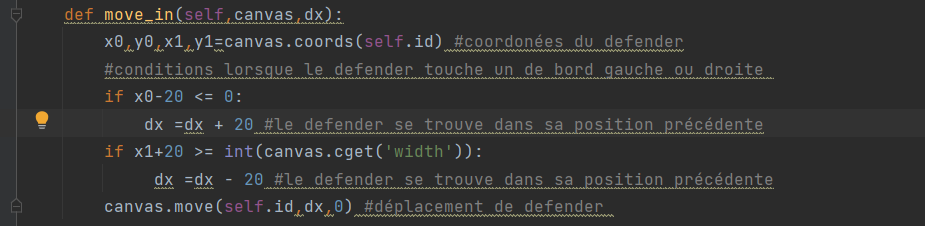 def move_in(self,canvas,dx):
x0,y0,x1,y1=canvas.coords(self.id) #coordonées du defender
#conditions lorsque le defender touche un de bord gauche ou droite
if x0-20 <= 0:
dx =dx + 20 #le defender se trouve dans sa position précédente
if x1+20 >= int(canvas.cget('width')):
dx =dx - 20 #le defender se trouve dans sa position précédente
canvas.move(self.id,dx,0) #déplacement de defender